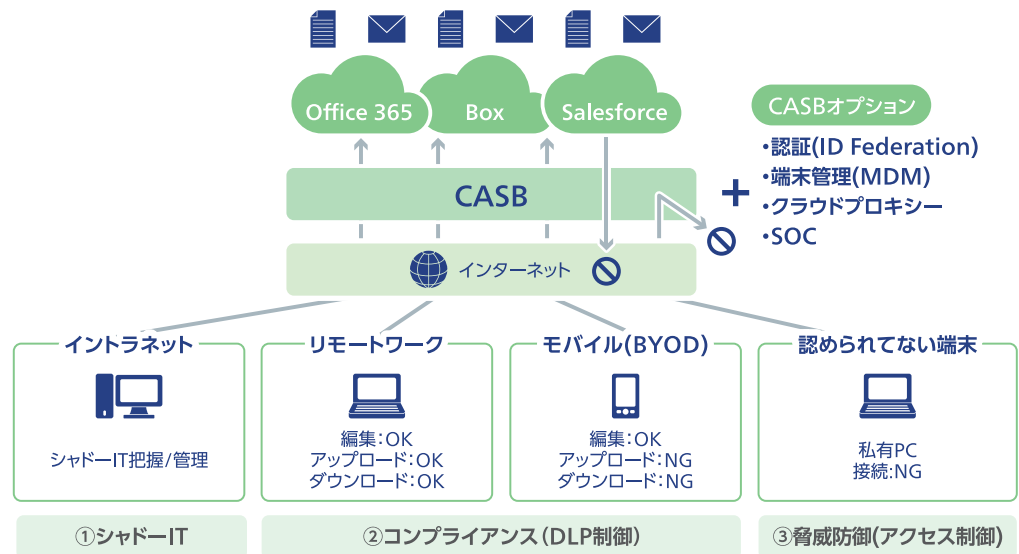 Office 365
Box
Salesforce
CASBオプション
・認証(ID Federation)
・端末管理(MDM)
・クラウドプロキシー
・SOC
CASB
インターネット
イントラネット
シャドーIT把握/管理
リモートワーク
編集：OK
アップロード：OK
ダウンロード：OK
モバイル(BYOD)
編集：OK
アップロード：NG
ダウンロード：NG
認められてない端末
私有PC
接続:NG
①シャドーIT
②コンプライアンス（DLP制御）
③脅威防御(アクセス制御)